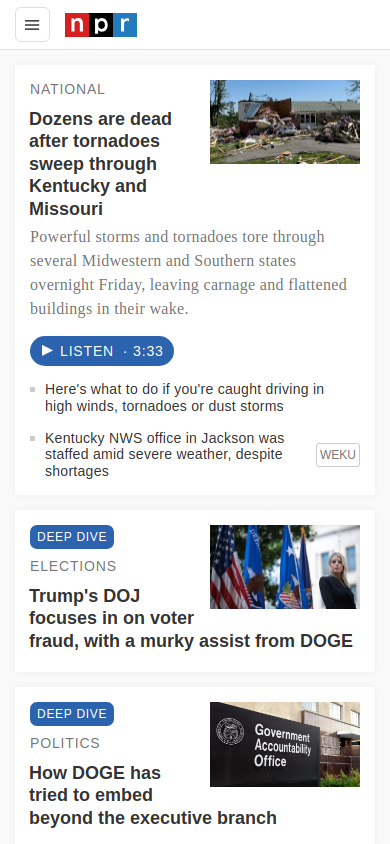 npr
NATIONAL
Dozens are dead
after tornadoes
sweep through
Kentucky and
Missouri
Powerful storms and tornadoes tore through
several Midwestern and Southern states
overnight Friday, leaving carnage and flattened
buildings in their wake.
LISTEN · 3:33
Here's what to do if you're caught driving in
high winds, tornadoes or dust storms
Kentucky NWS office in Jackson was
staffed amid severe weather, despite
shortages
WEKU
DEEP DIVE
ELECTIONS
Trump's DOJ
focuses in on voter
fraud, with a murky assist from DOGE
DEEP DIVE
POLITICS
Government
Accountability
Office
How DOGE has
tried to embed
beyond the executive branch